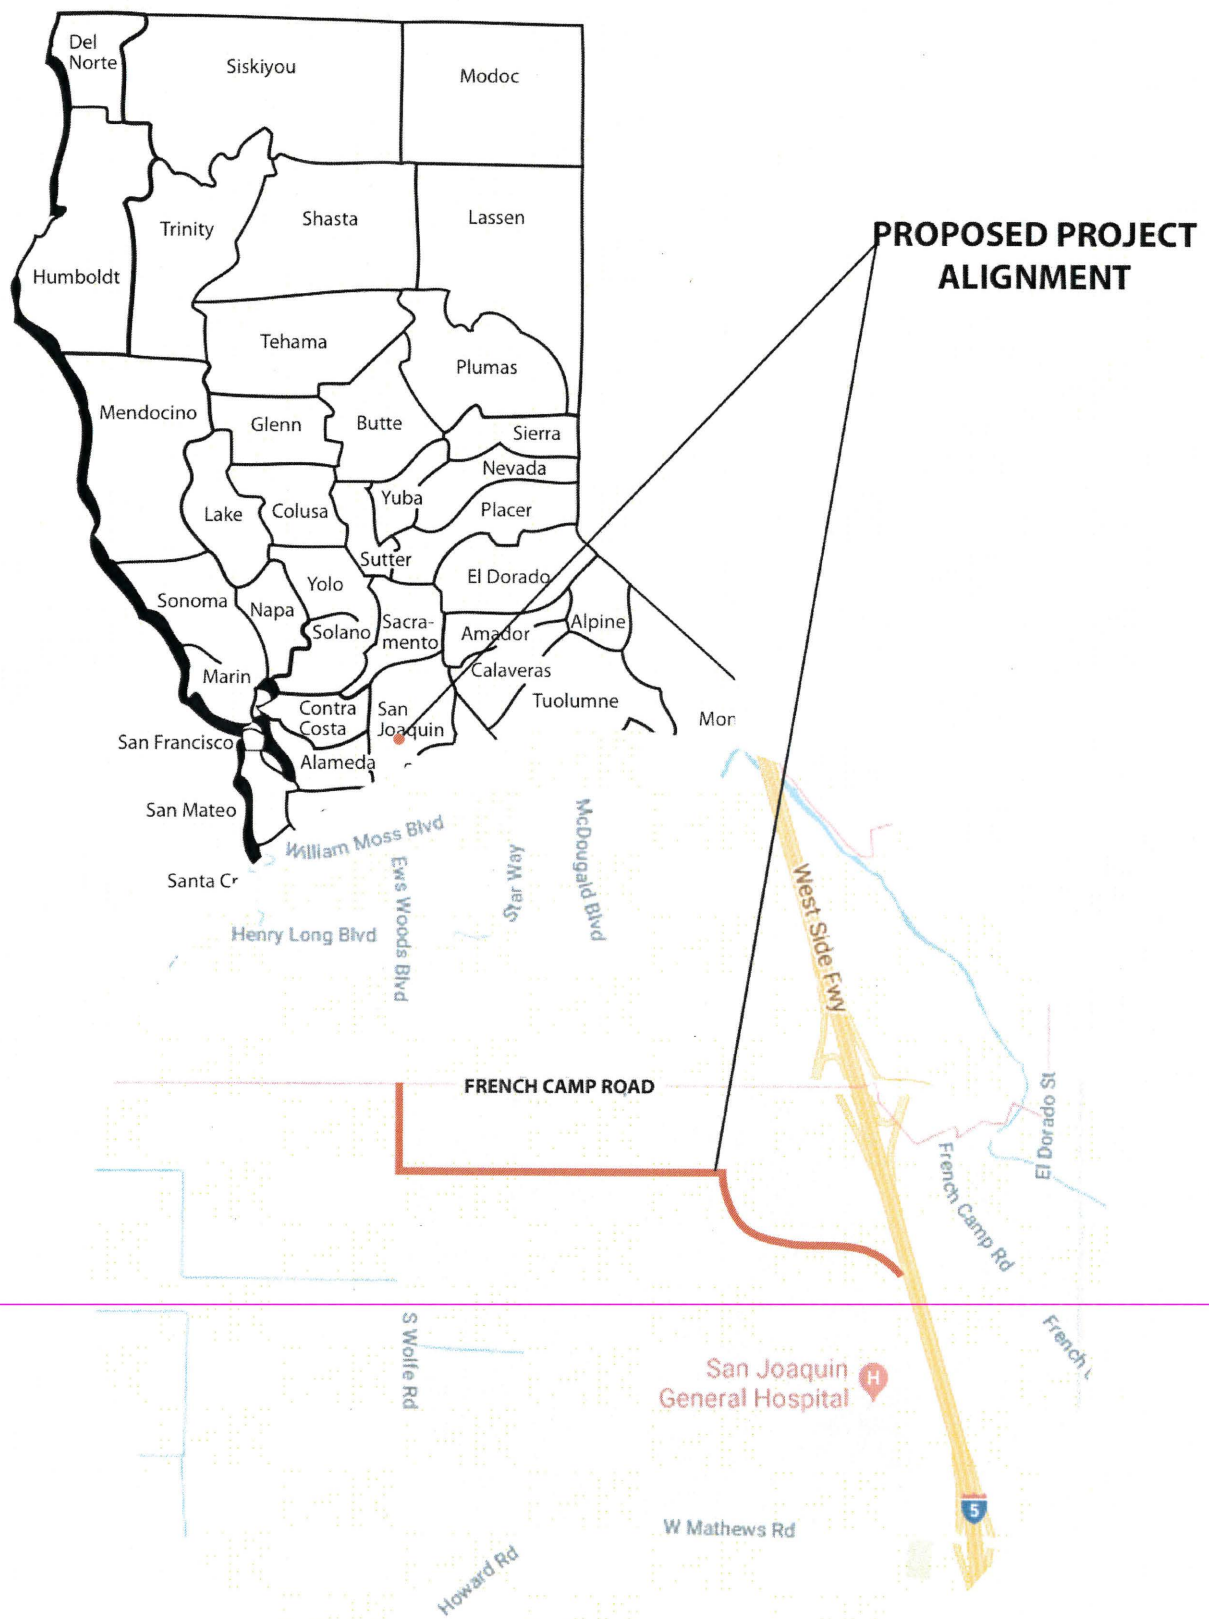 Del
Norte
Siskiyou
Modoc
Trinity
Shasta
Lassen
PROPOSED PROJECT
ALIGNMENT
Humboldt
Tehama
Plumas
Mendocino
Glenn
Butte
Sierra
Nevada
Yuba
Lake
Colusa
Placer
Sutter
El Dorado
Yolo
Sonoma
Napa
Solano
Sacra-
mento
Amador
Alpine
Marin
Calaveras
Contra
Costa
San
Joaquin
Tuolumne
Mon
San Francisco
Alameda
San Mateo
William Moss Blvd
Ews Woods Blvd
Star Way
McDougald Blvd
West Side Fwy
Santa Cr
Henry Long Blvd
FRENCH CAMP ROAD
El Dorado St
French Camp Rd
S Wolfe Rd
French
San Joaquin
General Hospital
H
5
W Mathews Rd
Howard Rd